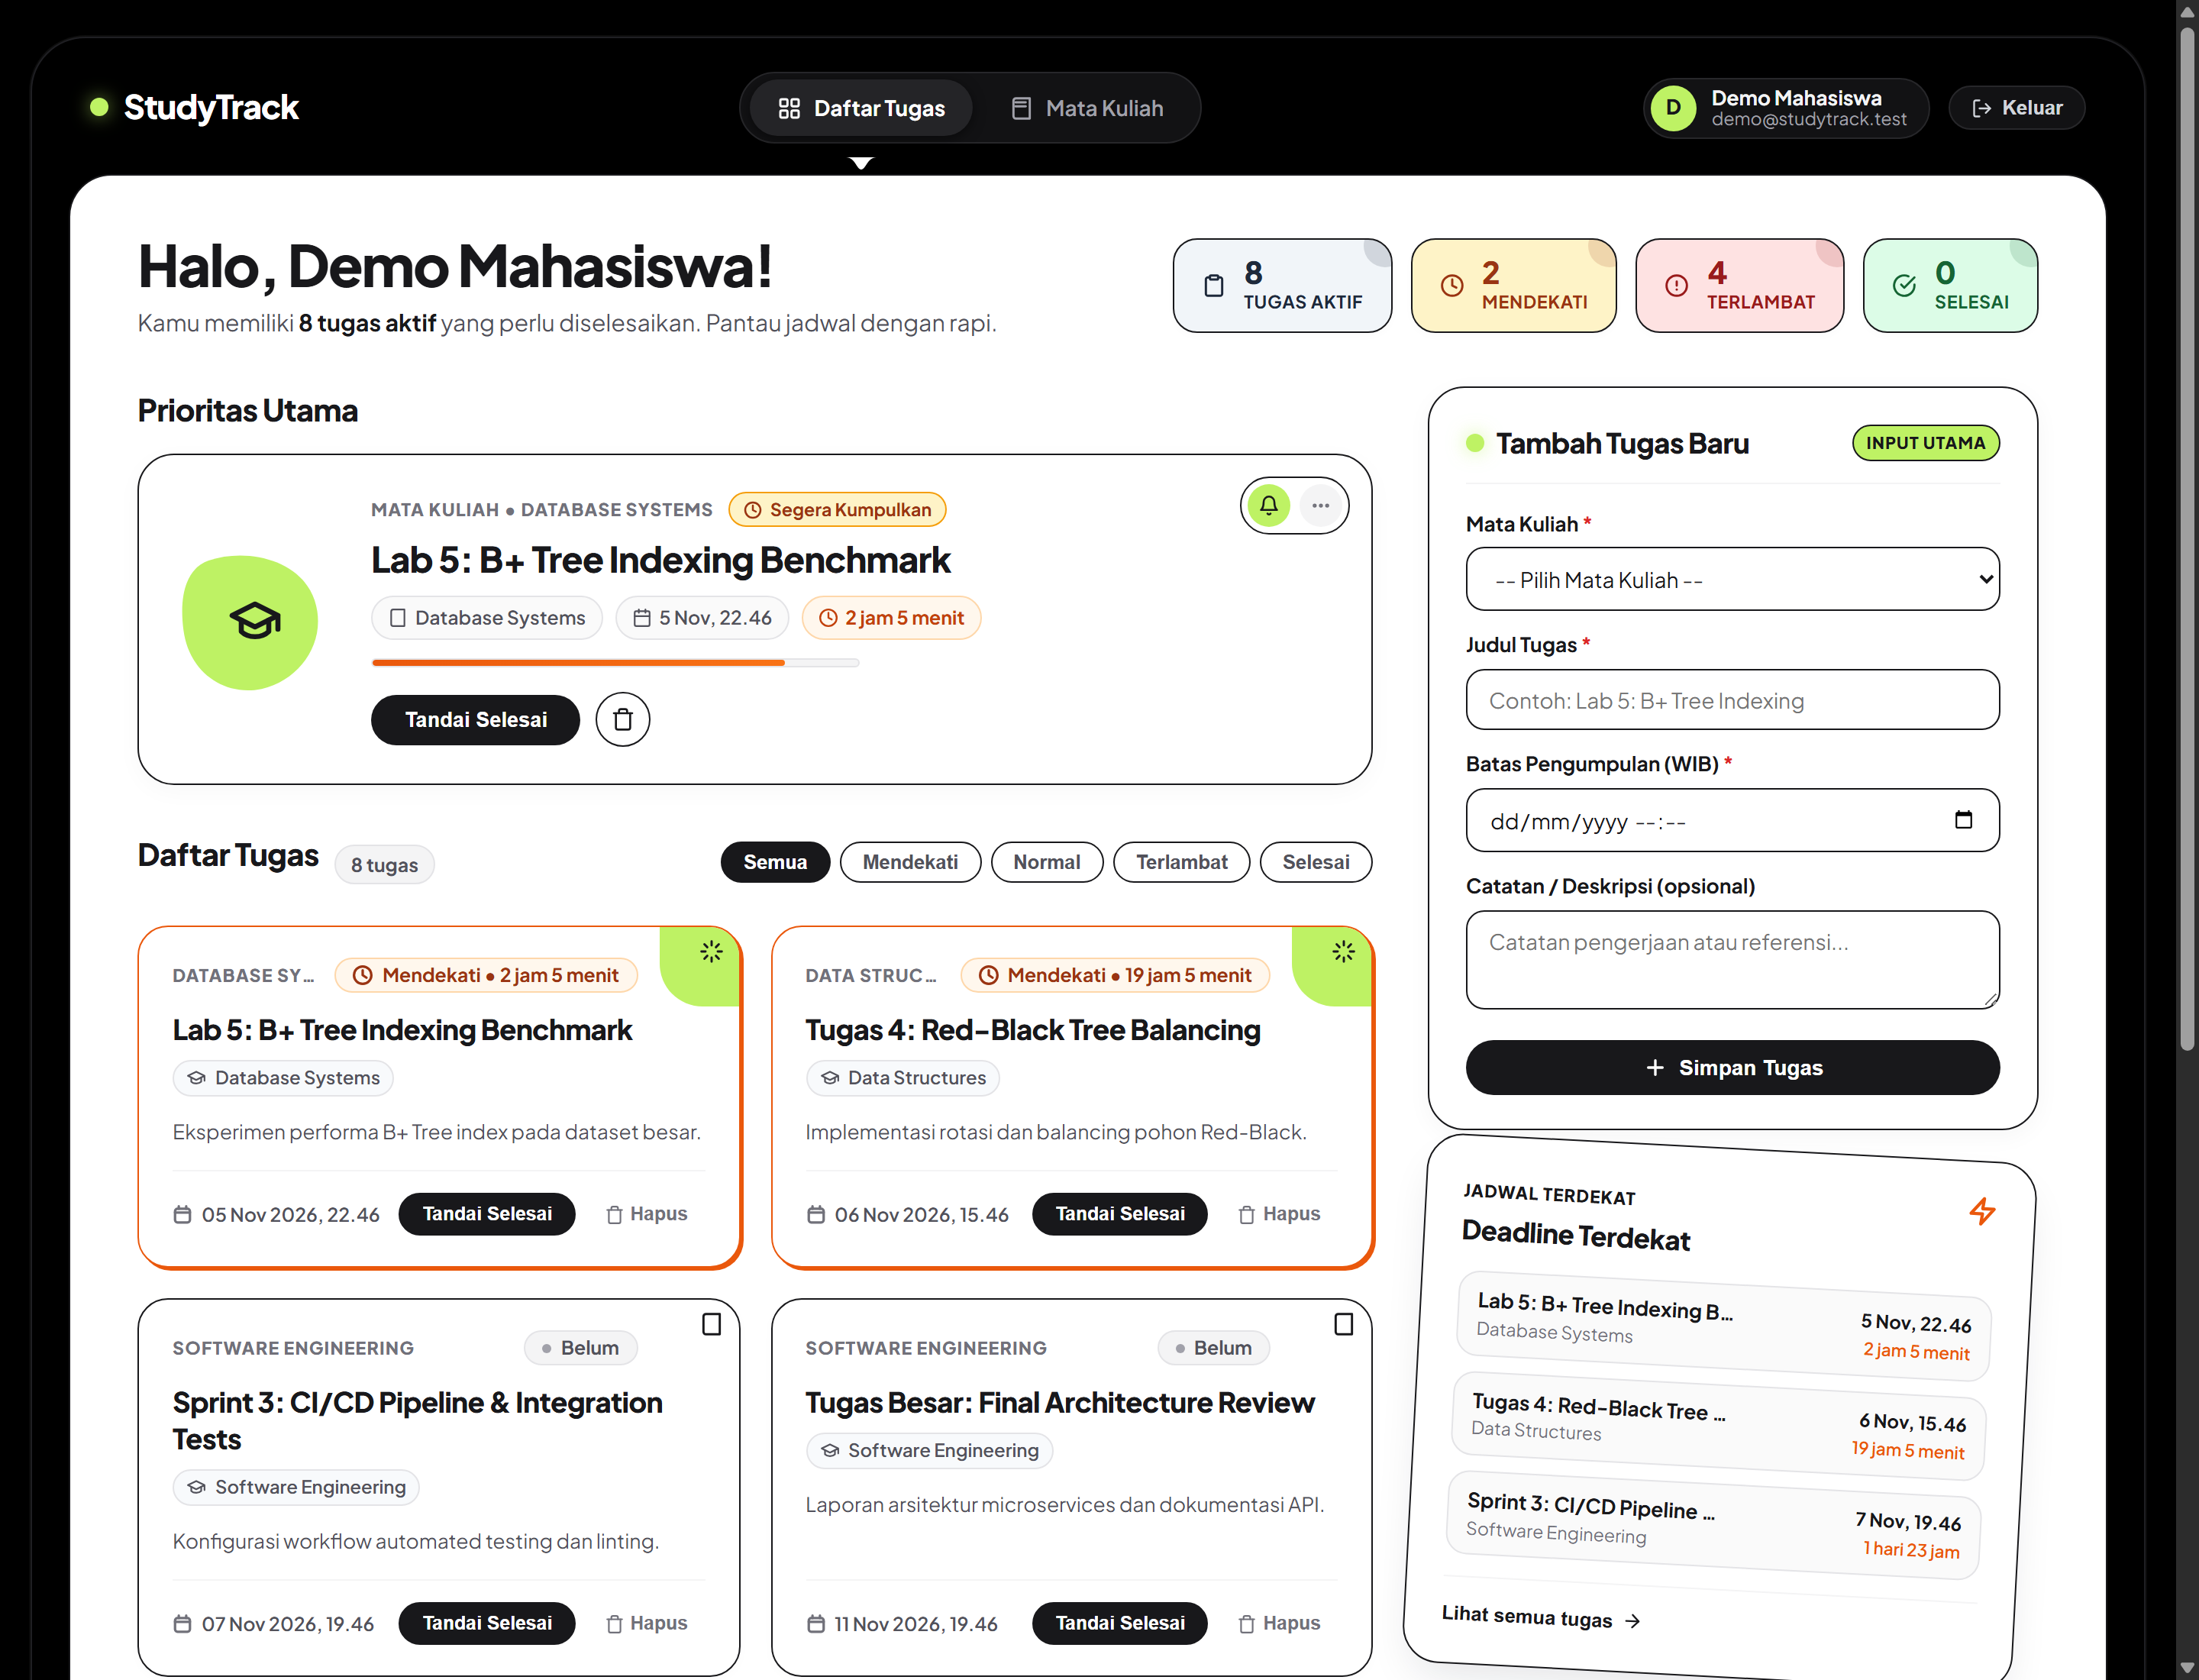 StudyTrack
Daftar Tugas
Mata Kuliah
D
Demo Mahasiswa
demo@studytrack.test
Keluar
Halo, Demo Mahasiswa!
Kamu memiliki 8 tugas aktif yang perlu diselesaikan. Pantau jadwal dengan rapi.
8
TUGAS AKTIF
2
MENDEKATI
4
TERLAMBAT
0
SELESAI
Prioritas Utama
MATA KULIAH • DATABASE SYSTEMS
Segera Kumpulkan
Lab 5: B+ Tree Indexing Benchmark
Database Systems
5 Nov, 22.46
2 jam 5 menit
Tandai Selesai
Daftar Tugas
8 tugas
Semua
Mendekati
Normal
Terlambat
Selesai
DATABASE SY...
Mendekati • 2 jam 5 menit
Lab 5: B+ Tree Indexing Benchmark
Database Systems
Eksperimen performa B+ Tree index pada dataset besar.
05 Nov 2026, 22.46
Tandai Selesai
Hapus
DATA STRUC...
Mendekati • 19 jam 5 menit
Tugas 4: Red-Black Tree Balancing
Data Structures
Implementasi rotasi dan balancing pohon Red-Black.
06 Nov 2026, 15.46
Tandai Selesai
Hapus
SOFTWARE ENGINEERING
Belum
Sprint 3: CI/CD Pipeline & Integration
Tests
Software Engineering
Konfigurasi workflow automated testing dan linting.
07 Nov 2026, 19.46
Tandai Selesai
Hapus
SOFTWARE ENGINEERING
Belum
Tugas Besar: Final Architecture Review
Software Engineering
Laporan arsitektur microservices dan dokumentasi API.
11 Nov 2026, 19.46
Tandai Selesai
Hapus
Tambah Tugas Baru
INPUT UTAMA
Mata Kuliah *
-- Pilih Mata Kuliah --
Judul Tugas *
Contoh: Lab 5: B+ Tree Indexing
Batas Pengumpulan (WIB) *
dd/mm/yyyy --:--
Catatan / Deskripsi (opsional)
Catatan pengerjaan atau referensi...
+ Simpan Tugas
JADWAL TERDEKAT
Deadline Terdekat
Lab 5: B+ Tree Indexing B...
Database Systems
5 Nov, 22.46
2 jam 5 menit
Tugas 4: Red-Black Tree ...
Data Structures
6 Nov, 15.46
19 jam 5 menit
Sprint 3: CI/CD Pipeline ...
Software Engineering
7 Nov, 19.46
1 hari 23 jam
Lihat semua tugas →